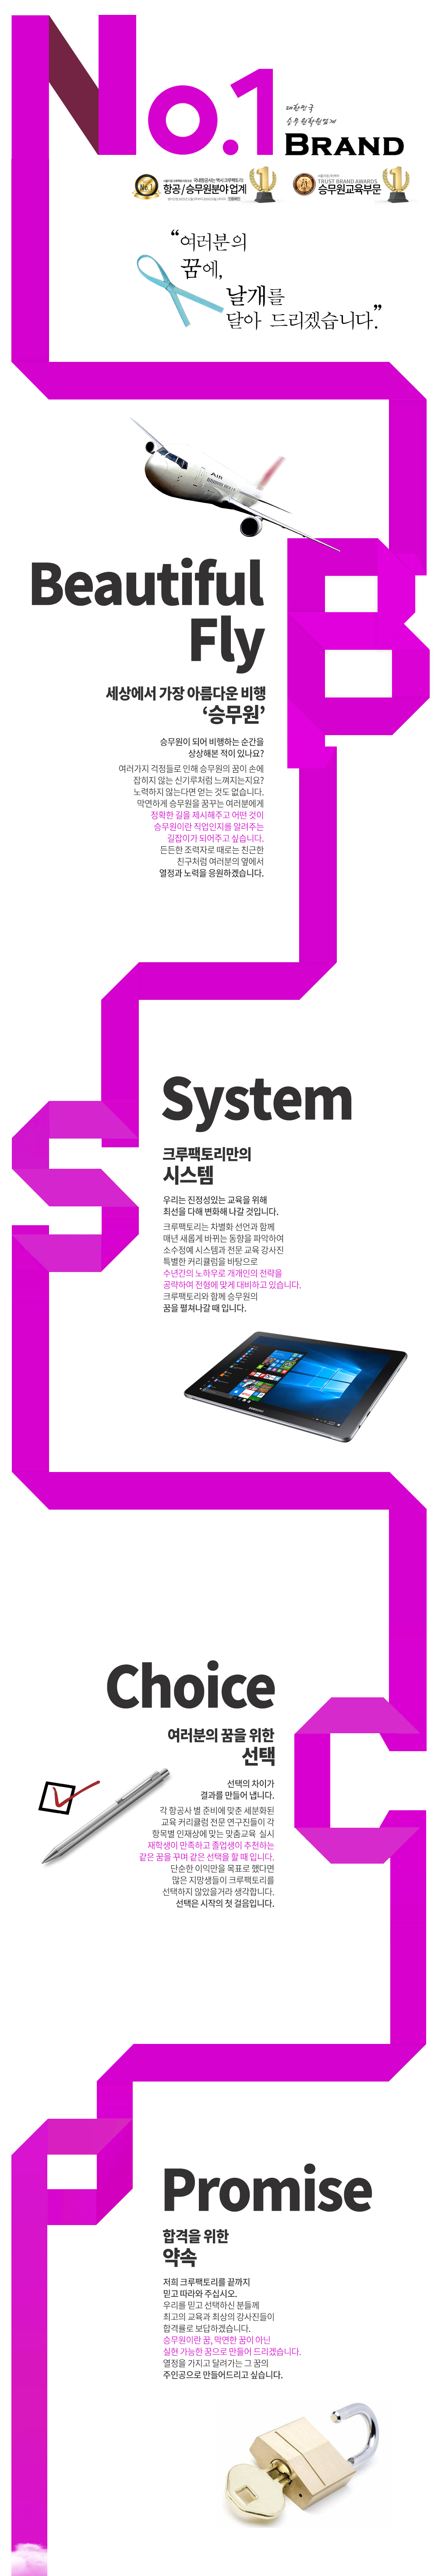 No.1
대한민국
승무원학원업계
BRAND
국내항공사는 역시 크루팩토리
No.1
항공 / 승무원분야 업계
1
TRUST BRAND AWARDS
승무원교육부문
1
“여러분의
꿈에,
날개를
달아 드리겠습니다.”
B
Beautiful
Fly
세상에서 가장 아름다운 비행
‘승무원’
승무원이 되어 비행하는 순간을
상상해본 적이 있나요?
여러가지 걱정들로 인해 승무원의 꿈이 손에
잡히지 않는 신기루처럼 느껴지는지요?
노력하지 않는다면 얻는 것도 없습니다.
막연하게 승무원을 꿈꾸는 여러분에게
정확한 길을 제시해주고 어떤 것이
승무원이란 직업인지를 알려주는
길잡이가 되어주고 싶습니다.
든든한 조력자로 때로는 친근한
친구처럼 여러분의 옆에서
열정과 노력을 응원하겠습니다.
S
System
크루팩토리만의
시스템
우리는 진정성있는 교육을 위해
최선을 다해 변화해 나갈 것입니다.
크루팩토리는 차별화 선언과 함께
매년 새롭게 바뀌는 동향을 파악하여
소수정예 시스템과 전문 교육 강사진
특별한 커리큘럼을 바탕으로
수년간의 노하우로 개개인의 전략을
공략하여 전형에 맞게 대비하고 있습니다.
크루팩토리와 함께 승무원의
꿈을 펼쳐나갈 때 입니다.
C
Choice
여러분의 꿈을 위한
선택
선택의 차이가
결과를 만들어 냅니다.
각 항공사 별 준비에 맞춘 세분화된
교육 커리큘럼 전문 연구진들이 각
항목별 인재상에 맞는 맞춤교육 실시
재학생이 만족하고 졸업생이 추천하는
같은 꿈을 꾸며 같은 선택을 할 때 입니다.
단순한 이익만을 목표로 했다면
많은 지망생들이 크루팩토리를
선택하지 않았을거라 생각합니다.
선택은 시작의 첫 걸음입니다.
P
Promise
합격을 위한
약속
저희 크루팩토리를 끝까지
믿고 따라와 주십시오.
우리를 믿고 선택하신 분들께
최고의 교육과 최상의 강사진들이
합격률로 보답하겠습니다.
승무원이란 꿈, 막연한 꿈이 아닌
실현 가능한 꿈으로 만들어 드리겠습니다.
열정을 가지고 달려가는 그 꿈의
주인공으로 만들어드리고 싶습니다.